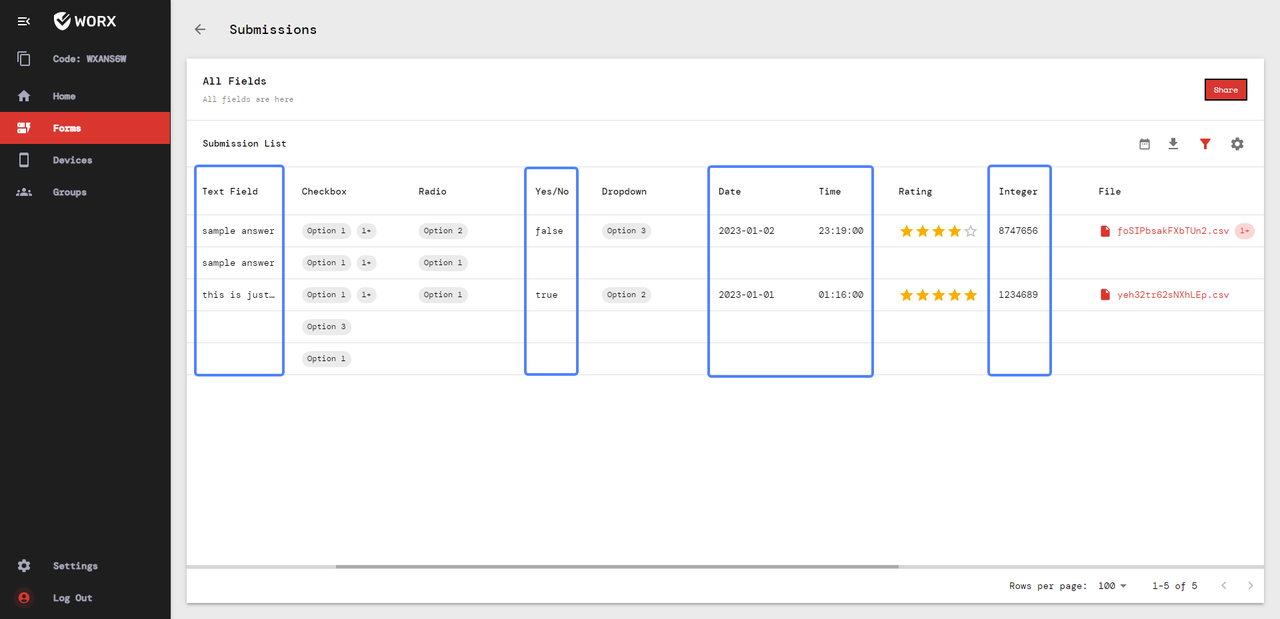 WORX
Code: WXANS6W
Home
Forms
Devices
Groups
Settings
Log Out
Submissions
All Fields
All fields are here
Share
Submission List
Text Field Checkbox Radio Yes/No Dropdown Date Time Rating Integer File
sample answer Option 1 1+ Option 2 false Option 3 2023-01-02 23:19:00 8747656 foSIPbsakFXbTUn2.csv 1+
sample answer Option 1 1+ Option 1
this is just… Option 1 1+ Option 1 true Option 2 2023-01-01 01:16:00 1234689 yeh32tr62sNXhLEp.csv
Option 3
Option 1
Rows per page: 100 1-5 of 5